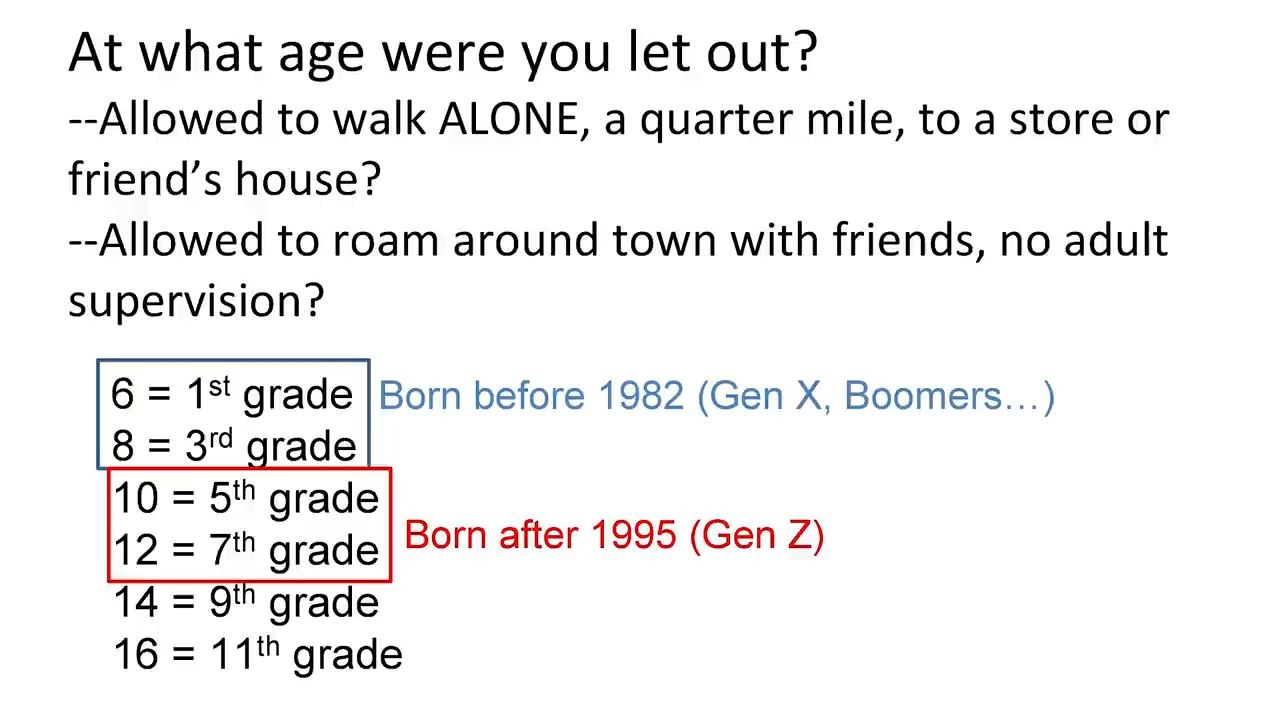 At what age were you let out?
--Allowed to walk ALONE, a quarter mile, to a store or
friend’s house?
--Allowed to roam around town with friends, no adult
supervision?
6 = 1st grade Born before 1982 (Gen X, Boomers…)
8 = 3rd grade
10 = 5th grade
Born after 1995 (Gen Z)
12 = 7th grade
14 = 9th grade
16 = 11th grade